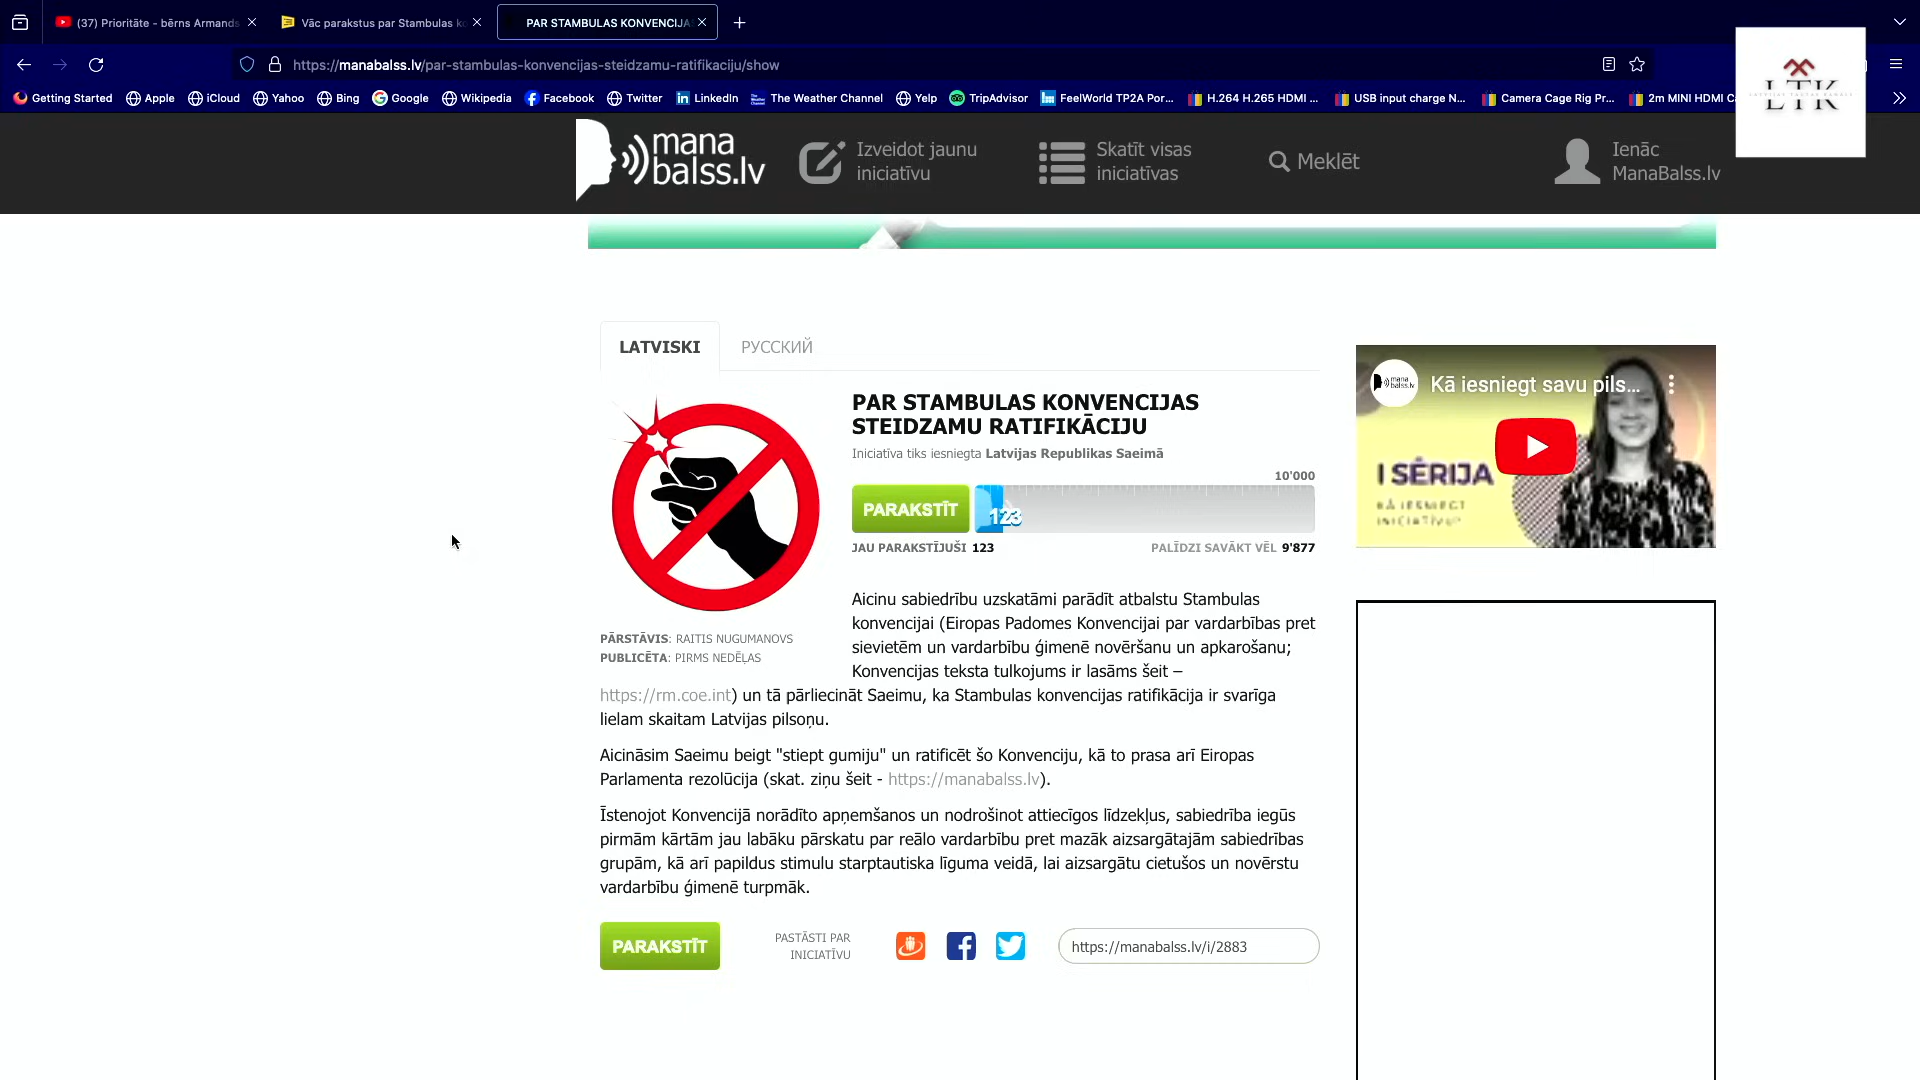 (37) Prioritāte - bērns Armands
Vāc parakstus par Stambulas ko
PAR STAMBULAS KONVENCIJA
https://manabalss.lv/par-stambulas-konvencijas-steidzamu-ratifikaciju/show
Getting Started
Apple
iCloud
Yahoo
Bing
Google
Wikipedia
Facebook
Twitter
LinkedIn
The Weather Channel
Yelp
TripAdvisor
FeelWorld TP2A Por...
H.264 H.265 HDMI ...
USB input charge N...
Camera Cage Rig Pr...
2m MINI HDMI C
LTK
mana
balss.lv
Izveidot jaunu
iniciatīvu
Skatīt visas
iniciatīvas
Meklēt
Ienāc
ManaBalss.lv
LATVISKI
РУССКИЙ
PAR STAMBULAS KONVENCIJAS
STEIDZAMU RATIFIKĀCIJU
Iniciatīva tiks iesniegta Latvijas Republikas Saeimā
10'000
PARAKSTĪT
123
JAU PARAKSTĪJUŠI 123
PALĪDZI SAVĀKT VĒL 9'877
PĀRSTĀVIS: RAITIS NUGUMANOVS
PUBLICĒTA: PIRMS NEDĒĻAS
Aicinu sabiedrību uzskatāmi parādīt atbalstu Stambulas
konvencijai (Eiropas Padomes Konvencijai par vardarbības pret
sievietēm un vardarbību ģimenē novēršanu un apkarošanu;
Konvencijas teksta tulkojums ir lasāms šeit –
https://rm.coe.int) un tā pārliecināt Saeimu, ka Stambulas konvencijas ratifikācija ir svarīga
lielam skaitam Latvijas pilsoņu.
Aicināsim Saeimu beigt "stiept gumiju" un ratificēt šo Konvenciju, kā to prasa arī Eiropas
Parlamenta rezolūcija (skat. ziņu šeit - https://manabalss.lv).
Īstenojot Konvencijā norādīto apņemšanos un nodrošinot attiecīgos līdzekļus, sabiedrība iegūs
pirmām kārtām jau labāku pārskatu par reālo vardarbību pret mazāk aizsargātajām sabiedrības
grupām, kā arī papildus stimulu starptautiska līguma veidā, lai aizsargātu cietušos un novērstu
vardarbību ģimenē turpmāk.
PARAKSTĪT
PASTĀSTI PAR
INICIATĪVU
https://manabalss.lv/i/2883
mana
balss.lv
Kā iesniegt savu pils...
I SĒRIJA
KĀ IESNIEGT
INICIATĪVU?